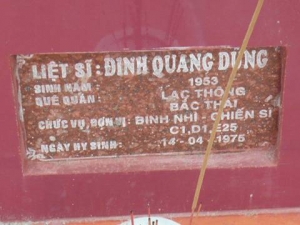 LIỆT SĨ: ĐINH QUANG DUNG
SINH NĂM : 1953
QUÊ QUÁN : LẠC THÔNG
BẮC THÁI
CHỨC VỤ, ĐƠN VỊ : BINH NHÌ - CHIẾN SĨ
C1,D1,E25
NGÀY HY SINH : 14-04-1975